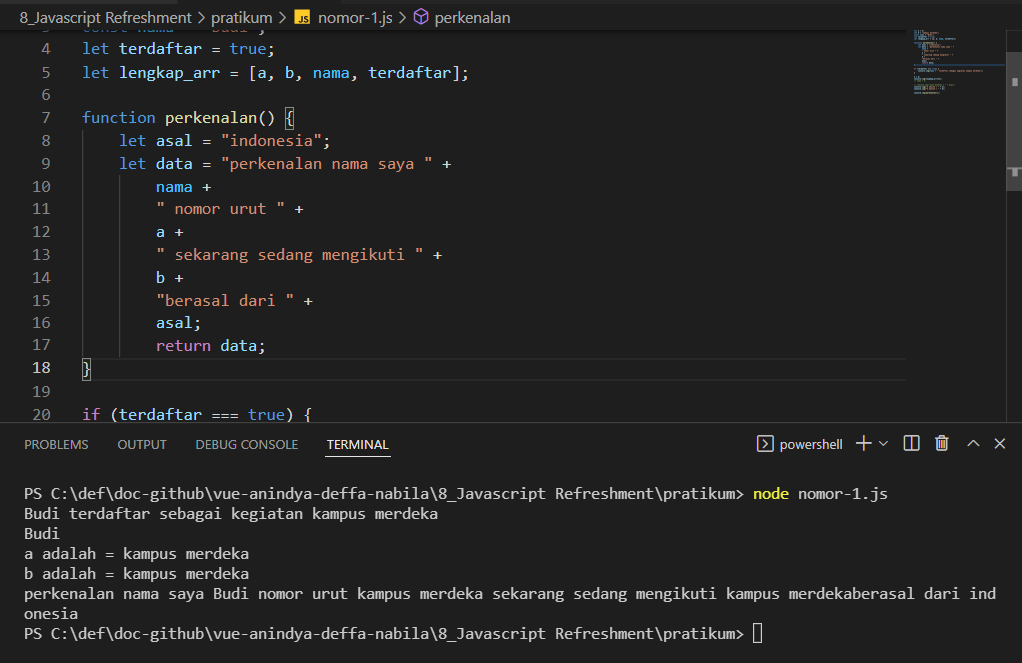 8_Javascript Refreshment > pratikum > JS nomor-1.js > perkenalan
4 let terdaftar = true;
5 let lengkap_arr = [a, b, nama, terdaftar];
6
7 function perkenalan() {
8 let asal = "indonesia";
9 let data = "perkenalan nama saya " +
10 nama +
11 " nomor urut " +
12 a +
13 " sekarang sedang mengikuti " +
14 b +
15 "berasal dari " +
16 asal;
17 return data;
18 }
19
20 if (terdaftar === true) {
PROBLEMS OUTPUT DEBUG CONSOLE TERMINAL powershell
PS C:\def\doc-github\vue-anindya-deffa-nabila\8_Javascript Refreshment\pratikum> node nomor-1.js
Budi terdaftar sebagai kegiatan kampus merdeka
Budi
a adalah = kampus merdeka
b adalah = kampus merdeka
perkenalan nama saya Budi nomor urut kampus merdeka sekarang sedang mengikuti kampus merdekaberasal dari ind
onesia
PS C:\def\doc-github\vue-anindya-deffa-nabila\8_Javascript Refreshment\pratikum>